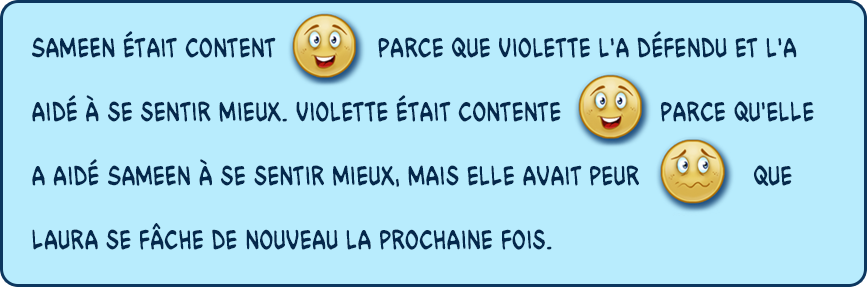 SAMEEN ÉTAIT CONTENT PARCE QUE VIOLETTE L'A DÉFENDU ET L'A
AIDÉ À SE SENTIR MIEUX. VIOLETTE ÉTAIT CONTENTE PARCE QU'ELLE
A AIDÉ SAMEEN À SE SENTIR MIEUX, MAIS ELLE AVAIT PEUR QUE
LAURA SE FÂCHE DE NOUVEAU LA PROCHAINE FOIS.